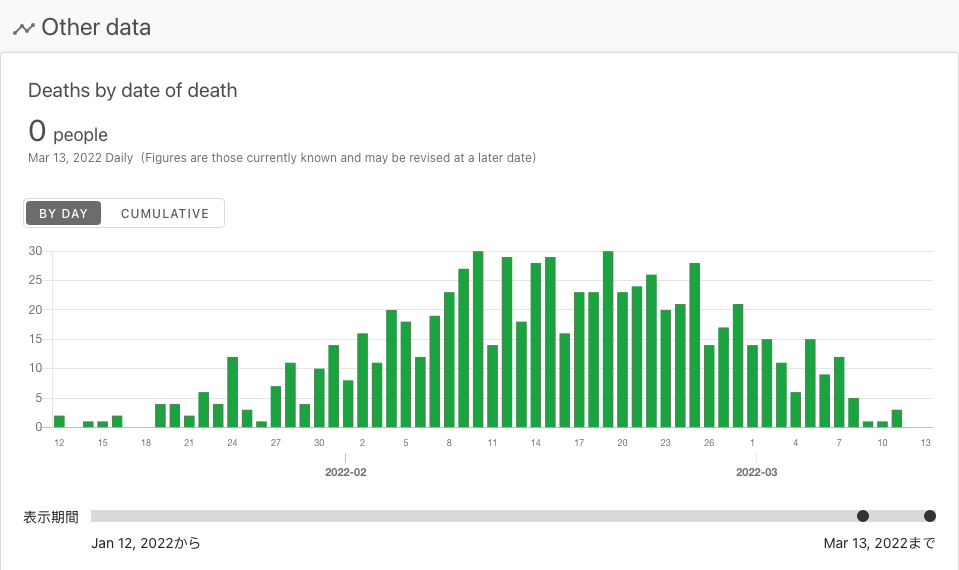 Other data
Deaths by date of death
0 people
Mar 13, 2022 Daily (Figures are those currently known and may be revised at a later date)
BY DAY CUMULATIVE
30
25
20
15
10
5
0
12 15 18 21 24 27 30 2 5 8 11 14 17 20 23 26 1 4 7 10 13
2022-02 2022-03
表示期間
Jan 12, 2022から Mar 13, 2022まで